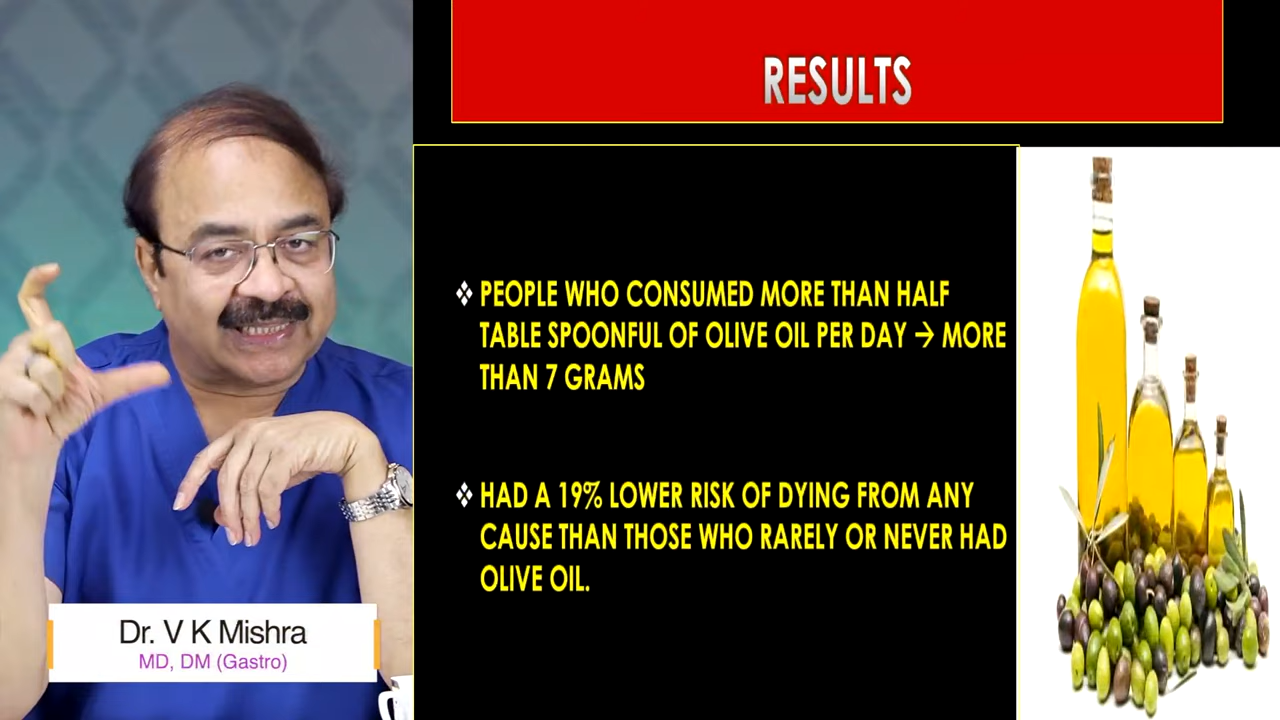 RESULTS
❖ PEOPLE WHO CONSUMED MORE THAN HALF
TABLE SPOONFUL OF OLIVE OIL PER DAY → MORE
THAN 7 GRAMS
❖ HAD A 19% LOWER RISK OF DYING FROM ANY
CAUSE THAN THOSE WHO RARELY OR NEVER HAD
OLIVE OIL.
Dr. V K Mishra
MD, DM (Gastro)